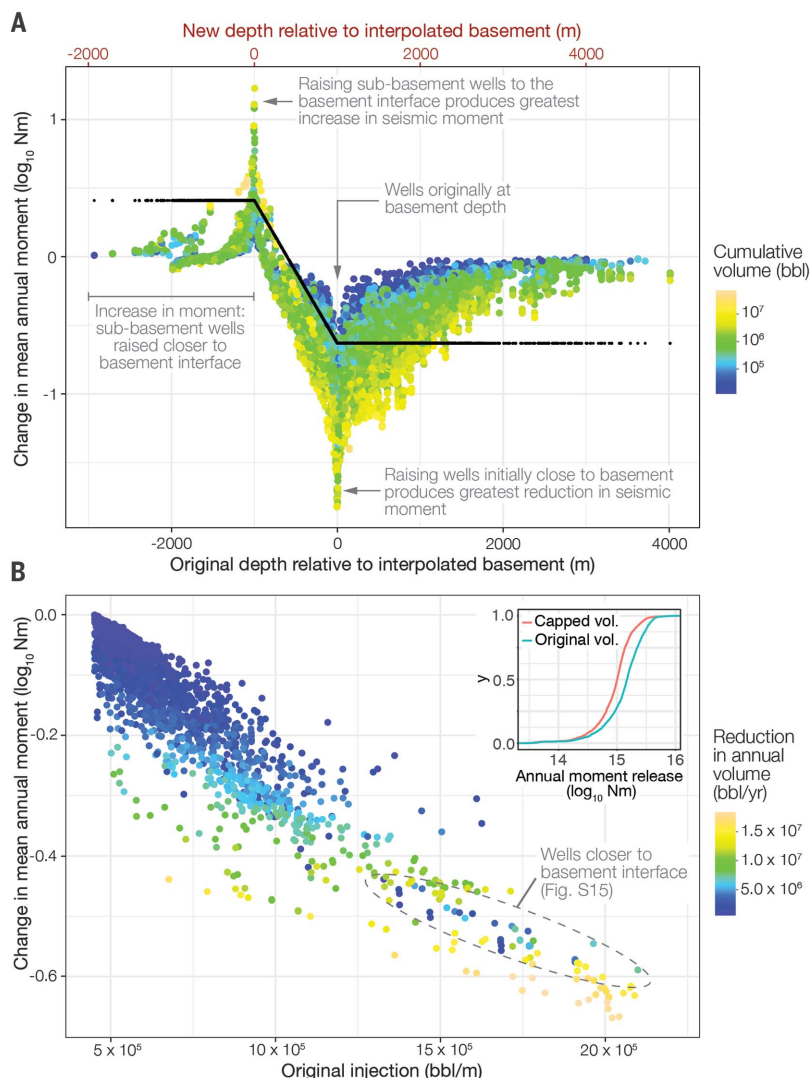 A
New depth relative to interpolated basement (m)
-2000 0 2000 4000
Change in mean annual moment (log10 Nm)
1
0
-1
Raising sub-basement wells to the
basement interface produces greatest
increase in seismic moment
Wells originally at
basement depth
Increase in moment:
sub-basement wells
raised closer to
basement interface
Raising wells initially close to basement
produces greatest reduction in seismic
moment
Cumulative
volume (bbl)
10⁷
10⁶
10⁵
-2000 0 2000 4000
Original depth relative to interpolated basement (m)
B
Change in mean annual moment (log10 Nm)
0.0
-0.2
-0.4
-0.6
1.0
0.5
0.0
y
Capped vol.
Original vol.
14 15 16
Annual moment release
(log10 Nm)
Wells closer to
basement interface
(Fig. S15)
Reduction
in annual
volume
(bbl/yr)
1.5 x 10⁷
1.0 x 10⁷
5.0 x 10⁶
5 x 10⁵ 10 x 10⁵ 15 x 10⁵ 20 x 10⁵
Original injection (bbl/m)